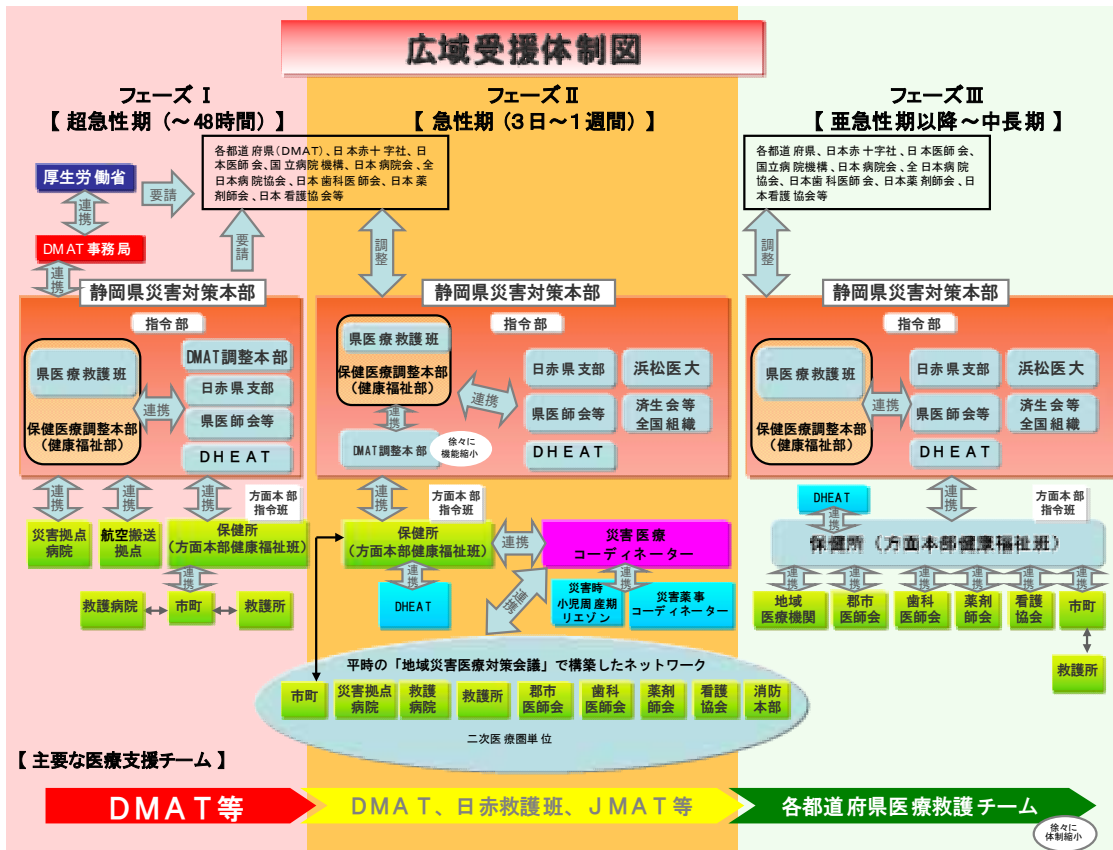 広域受援体制図
フェーズⅠ
【 超急性期（～48時間）】
厚生労働省
連携
DMAT事務局
連携
要請
各都道府県（DMAT）、日本赤十字社、日
本医師会、国立病院機構、日本病院会、全
日本病院協会、日本歯科医師会、日本薬
剤師会、日本看護協会等
要請
静岡県災害対策本部
指令部
県医療救護班
保健医療調整本部
（健康福祉部）
連携
DMAT調整本部
日赤県支部
県医師会等
DHEAT
連携
連携
連携
方面本部
指令班
災害拠点
病院
航空搬送
拠点
保健所
（方面本部健康福祉班）
連携
救護病院
市町
救護所
フェーズⅡ
【 急性期（3日～1週間）】
調整
静岡県災害対策本部
指令部
県医療救護班
保健医療調整本部
（健康福祉部）
連携
DMAT調整本部
徐々に
機能縮小
連携
日赤県支部
浜松医大
県医師会等
済生会等
全国組織
DHEAT
連携
方面本部
指令班
保健所
（方面本部健康福祉班）
連携
災害医療
コーディネーター
連携
DHEAT
連携
連携
災害時
小児周産期
リエゾン
災害薬事
コーディネーター
平時の「地域災害医療対策会議」で構築したネットワーク
市町
災害拠点
病院
救護
病院
救護所
郡市
医師会
歯科
医師会
薬剤
師会
看護
協会
消防
本部
二次医療圏単位
フェーズⅢ
【 亜急性期以降～中長期 】
各都道府県、日本赤十字社、日本医師会、
国立病院機構、日本病院会、全日本病院
協会、日本歯科医師会、日本薬剤師会、日
本看護協会等
調整
静岡県災害対策本部
指令部
県医療救護班
保健医療調整本部
（健康福祉部）
連携
日赤県支部
浜松医大
県医師会等
済生会等
全国組織
DHEAT
連携
方面本部
指令班
DHEAT
連携
保健所（方面本部健康福祉班）
連携
連携
連携
連携
連携
連携
地域
医療機関
郡市
医師会
歯科
医師会
薬剤
師会
看護
協会
市町
救護所
【 主要な医療支援チーム 】
DMAT等
DMAT、日赤救護班、JMAT等
各都道府県医療救護チーム
徐々に
体制縮小